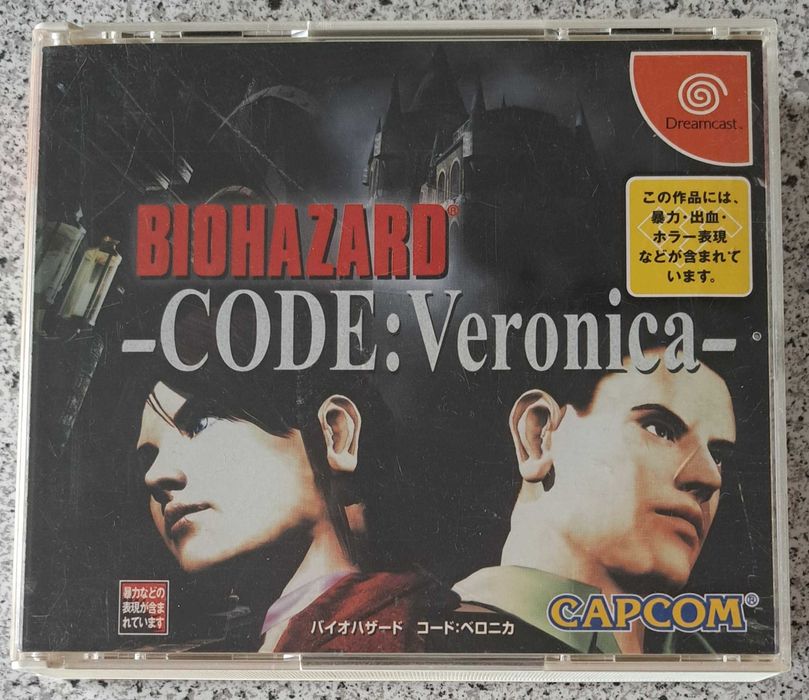 Dreamcast™
この作品には、
暴力・出血・
ホラー表現
などが含まれて
います。
BIOHAZARD®
-CODE:Veronica-
暴力などの
表現が含ま
れています
バイオハザード コード:ベロニカ
CAPCOM®